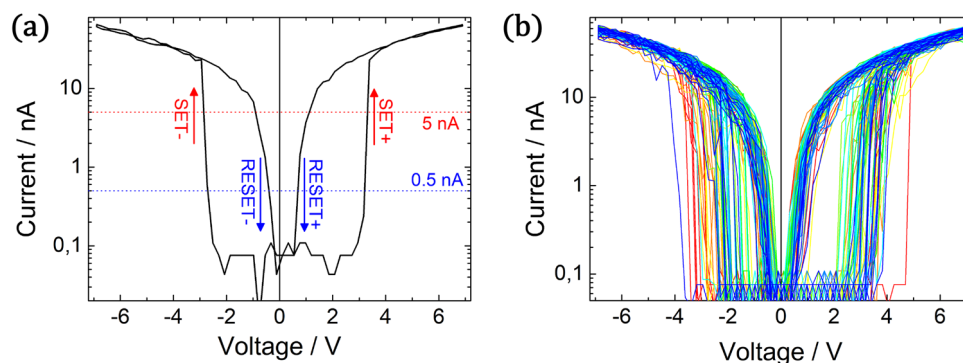 (a)
Current / nA
10
1
0,1
SET-
SET+
5 nA
0.5 nA
RESET-
RESET+
-6 -4 -2 0 2 4 6
Voltage / V
(b)
Current / nA
10
1
0,1
-6 -4 -2 0 2 4 6
Voltage / V